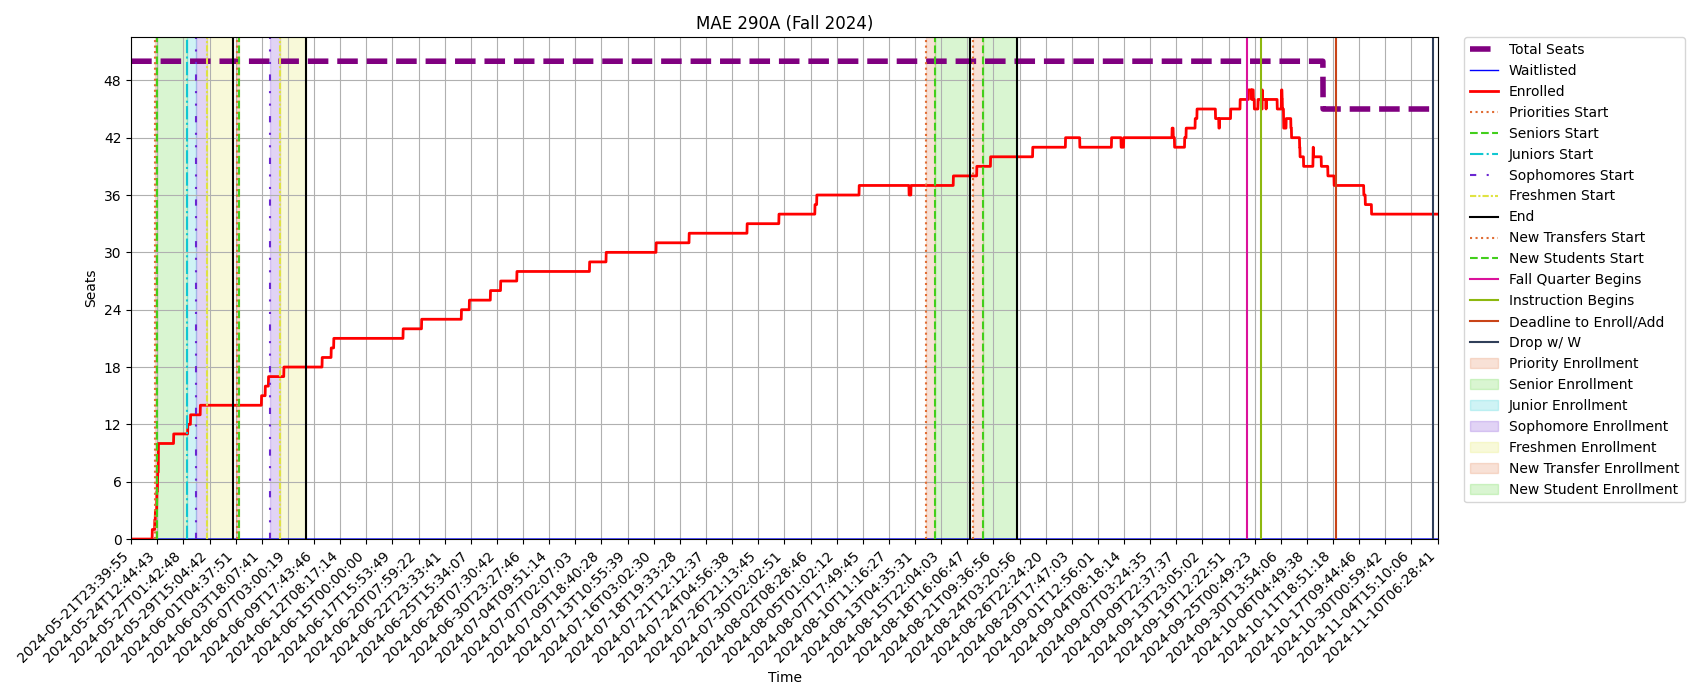 MAE 290A (Fall 2024)
Seats
48
42
36
30
24
18
12
6
0
2024-05-21T23:39:55
2024-05-24T12:44:43
2024-05-27T01:42:48
2024-05-29T15:04:42
2024-06-01T04:37:51
2024-06-03T18:07:41
2024-06-07T03:00:19
2024-06-09T17:43:46
2024-06-12T08:17:14
2024-06-15T00:00:00
2024-06-17T15:53:49
2024-06-20T07:59:22
2024-06-22T23:33:41
2024-06-25T15:34:07
2024-06-28T07:30:42
2024-06-30T23:27:46
2024-07-04T09:51:14
2024-07-07T02:07:03
2024-07-09T18:40:28
2024-07-13T10:55:39
2024-07-16T03:02:30
2024-07-18T19:33:28
2024-07-21T12:12:37
2024-07-24T04:56:38
2024-07-26T21:13:45
2024-07-30T02:02:51
2024-08-02T18:28:46
2024-08-05T01:02:12
2024-08-07T17:49:45
2024-08-10T11:16:27
2024-08-13T04:35:31
2024-08-15T22:04:03
2024-08-18T16:06:47
2024-08-21T09:36:56
2024-08-24T03:20:56
2024-08-26T22:24:20
2024-08-29T17:47:03
2024-09-01T12:56:01
2024-09-04T08:18:14
2024-09-07T03:24:35
2024-09-09T22:37:37
2024-09-13T23:05:02
2024-09-19T12:22:51
2024-09-25T00:49:23
2024-09-30T13:54:06
2024-10-06T04:49:38
2024-10-11T18:51:18
2024-10-17T09:44:46
2024-10-30T00:59:42
2024-11-04T15:10:06
2024-11-10T06:28:41
Time
Total Seats
Waitlisted
Enrolled
Priorities Start
Seniors Start
Juniors Start
Sophomores Start
Freshmen Start
End
New Transfers Start
New Students Start
Fall Quarter Begins
Instruction Begins
Deadline to Enroll/Add
Drop w/ W
Priority Enrollment
Senior Enrollment
Junior Enrollment
Sophomore Enrollment
Freshmen Enrollment
New Transfer Enrollment
New Student Enrollment